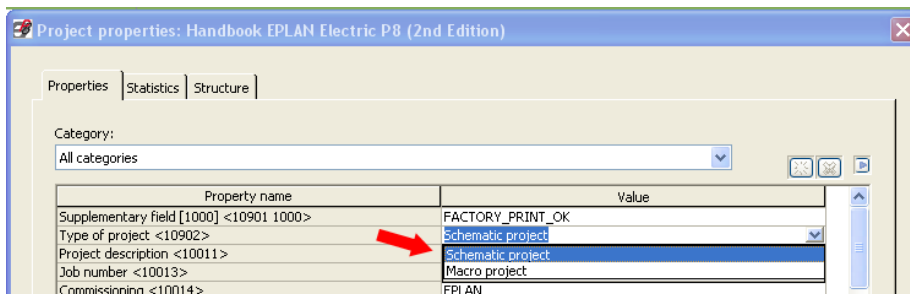 Project properties: Handbook EPLAN Electric P8 (2nd Edition)
Properties Statistics Structure
Category:
All categories
Property name Value
Supplementary field [1000] <10901 1000> FACTORY_PRINT_OK
Type of project <10902> Schematic project
Project description <10011> Schematic project
Job number <10013> Macro project
Commissioning <10014> EPLAN